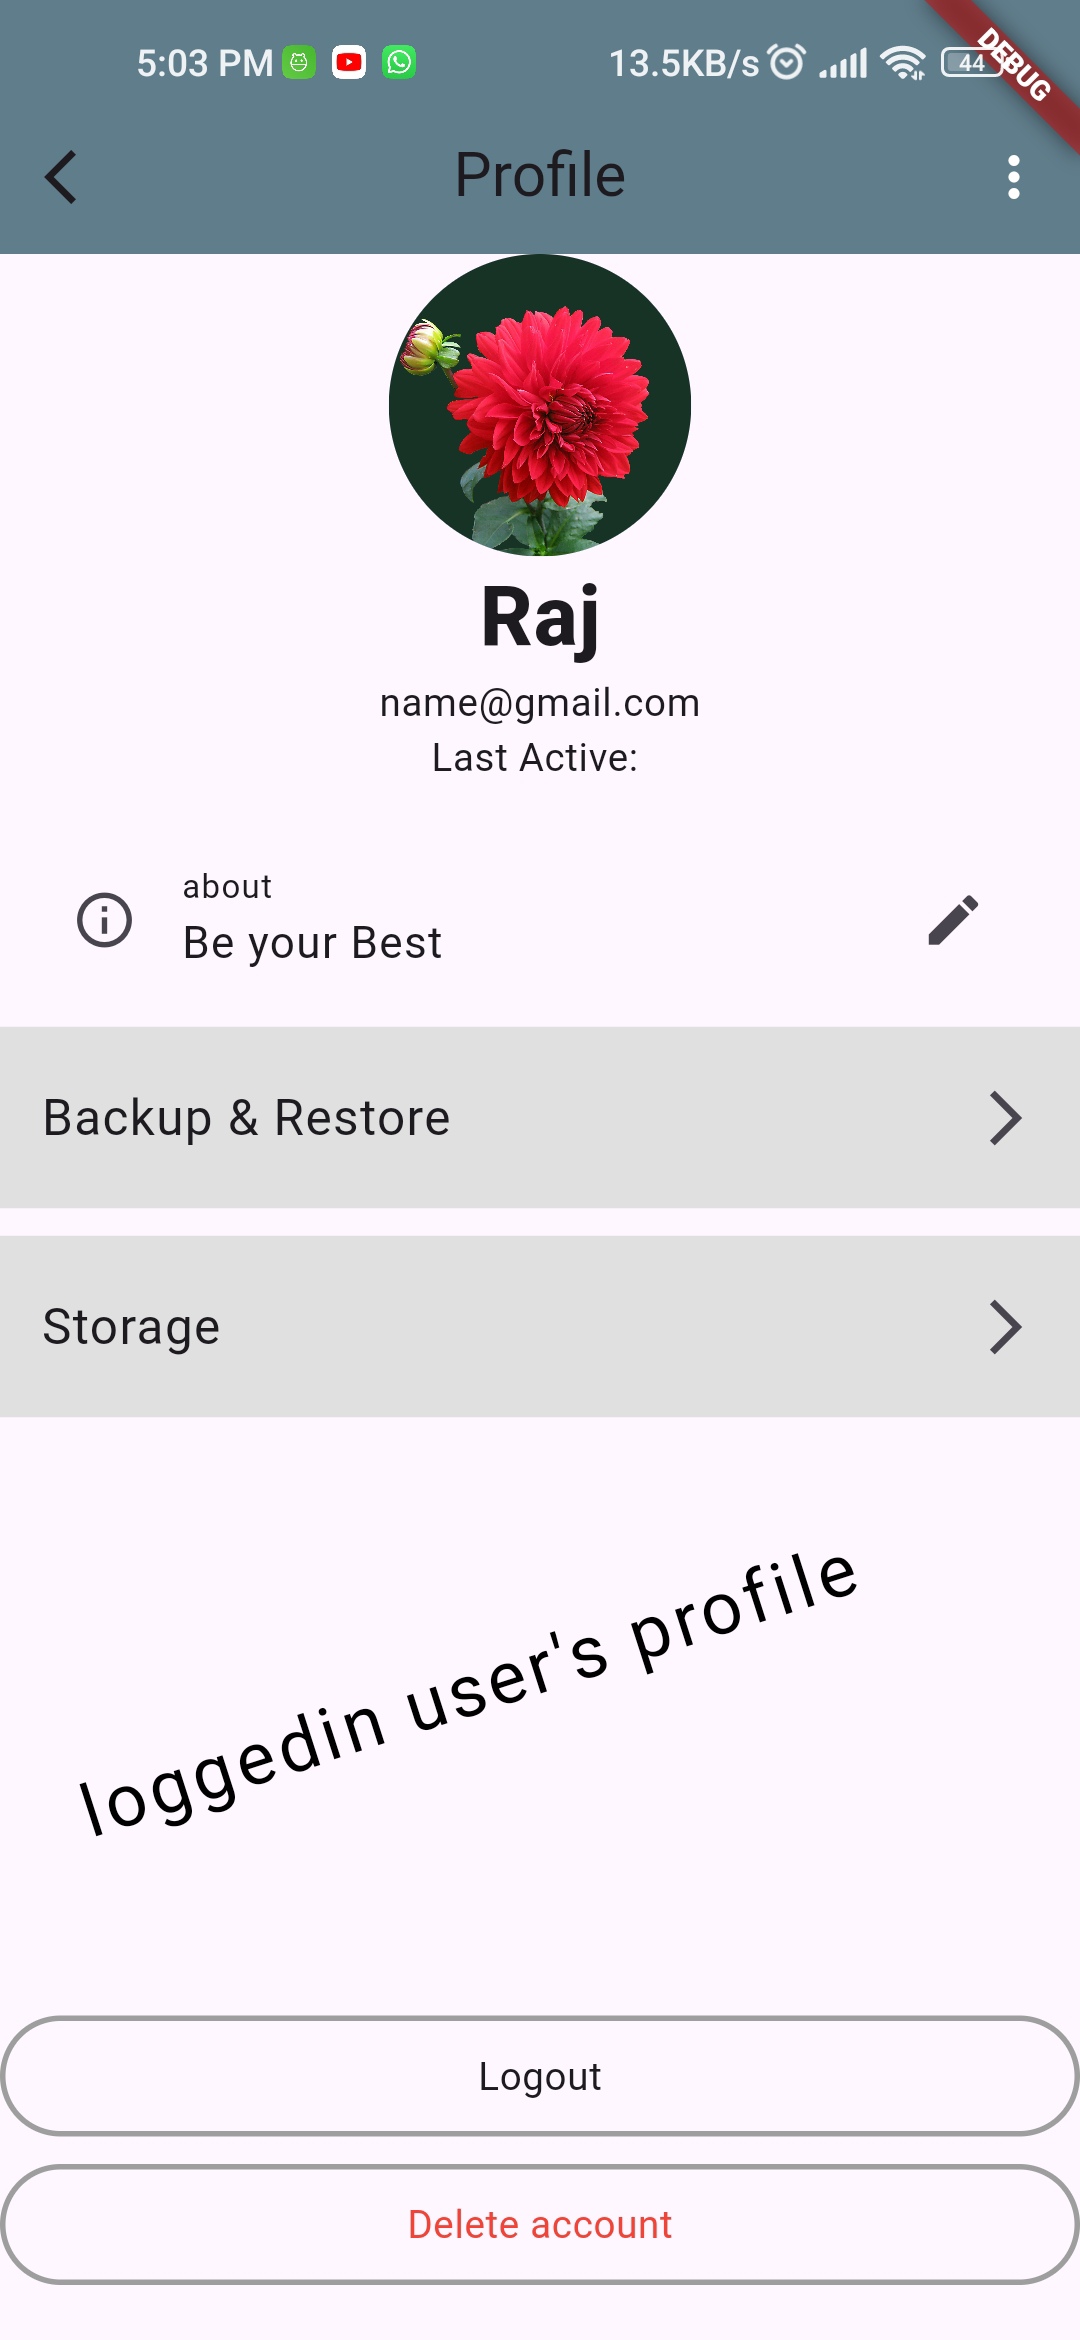 5:03 PM 13.5KB/s 44
DEBUG
Profile
Raj
name@gmail.com
Last Active:
about
Be your Best
Backup & Restore
Storage
loggedin user's profile
Logout
Delete account